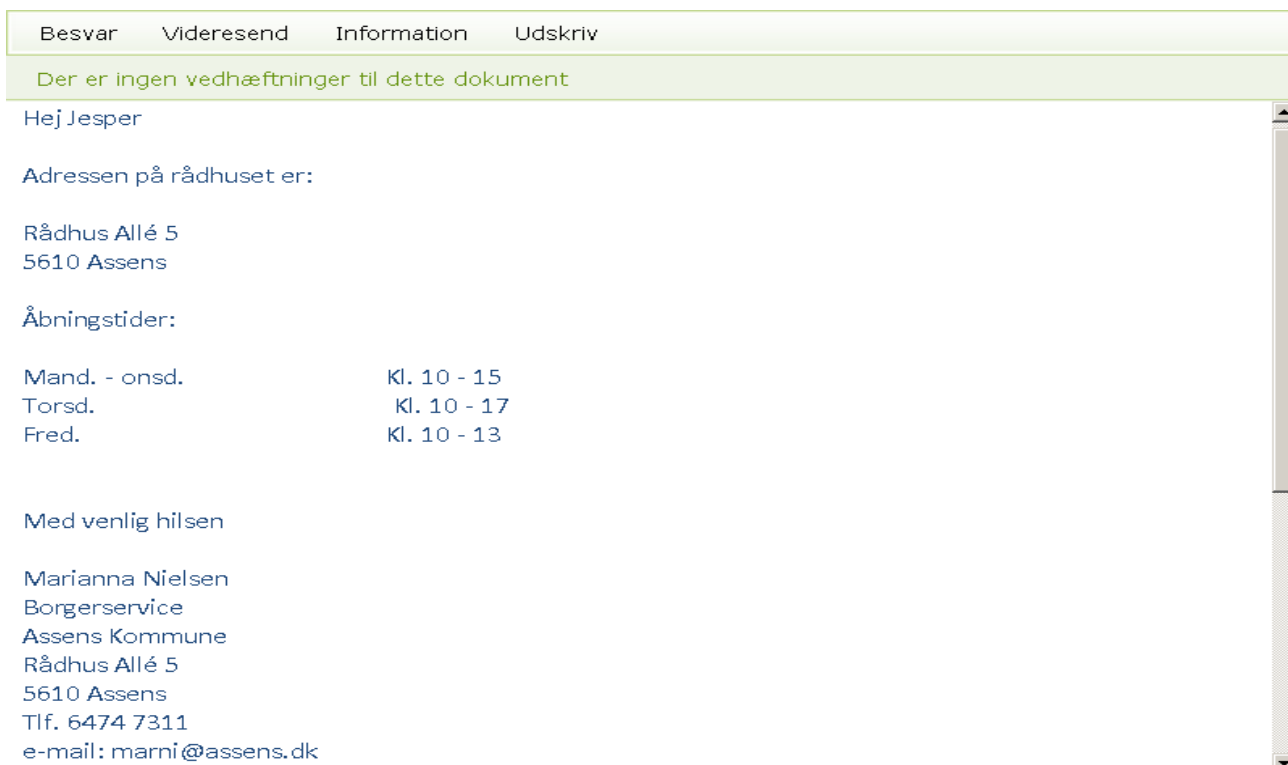 Besvar Videresend Information Udskriv
Der er ingen vedhæftninger til dette dokument
Hej Jesper
Adressen på rådhuset er:
Rådhus Allé 5
5610 Assens
Åbningstider:
Mand. - onsd. Kl. 10 - 15
Torsd. Kl. 10 - 17
Fred. Kl. 10 - 13
Med venlig hilsen
Marianna Nielsen
Borgerservice
Assens Kommune
Rådhus Allé 5
5610 Assens
Tlf. 6474 7311
e-mail: marni@assens.dk